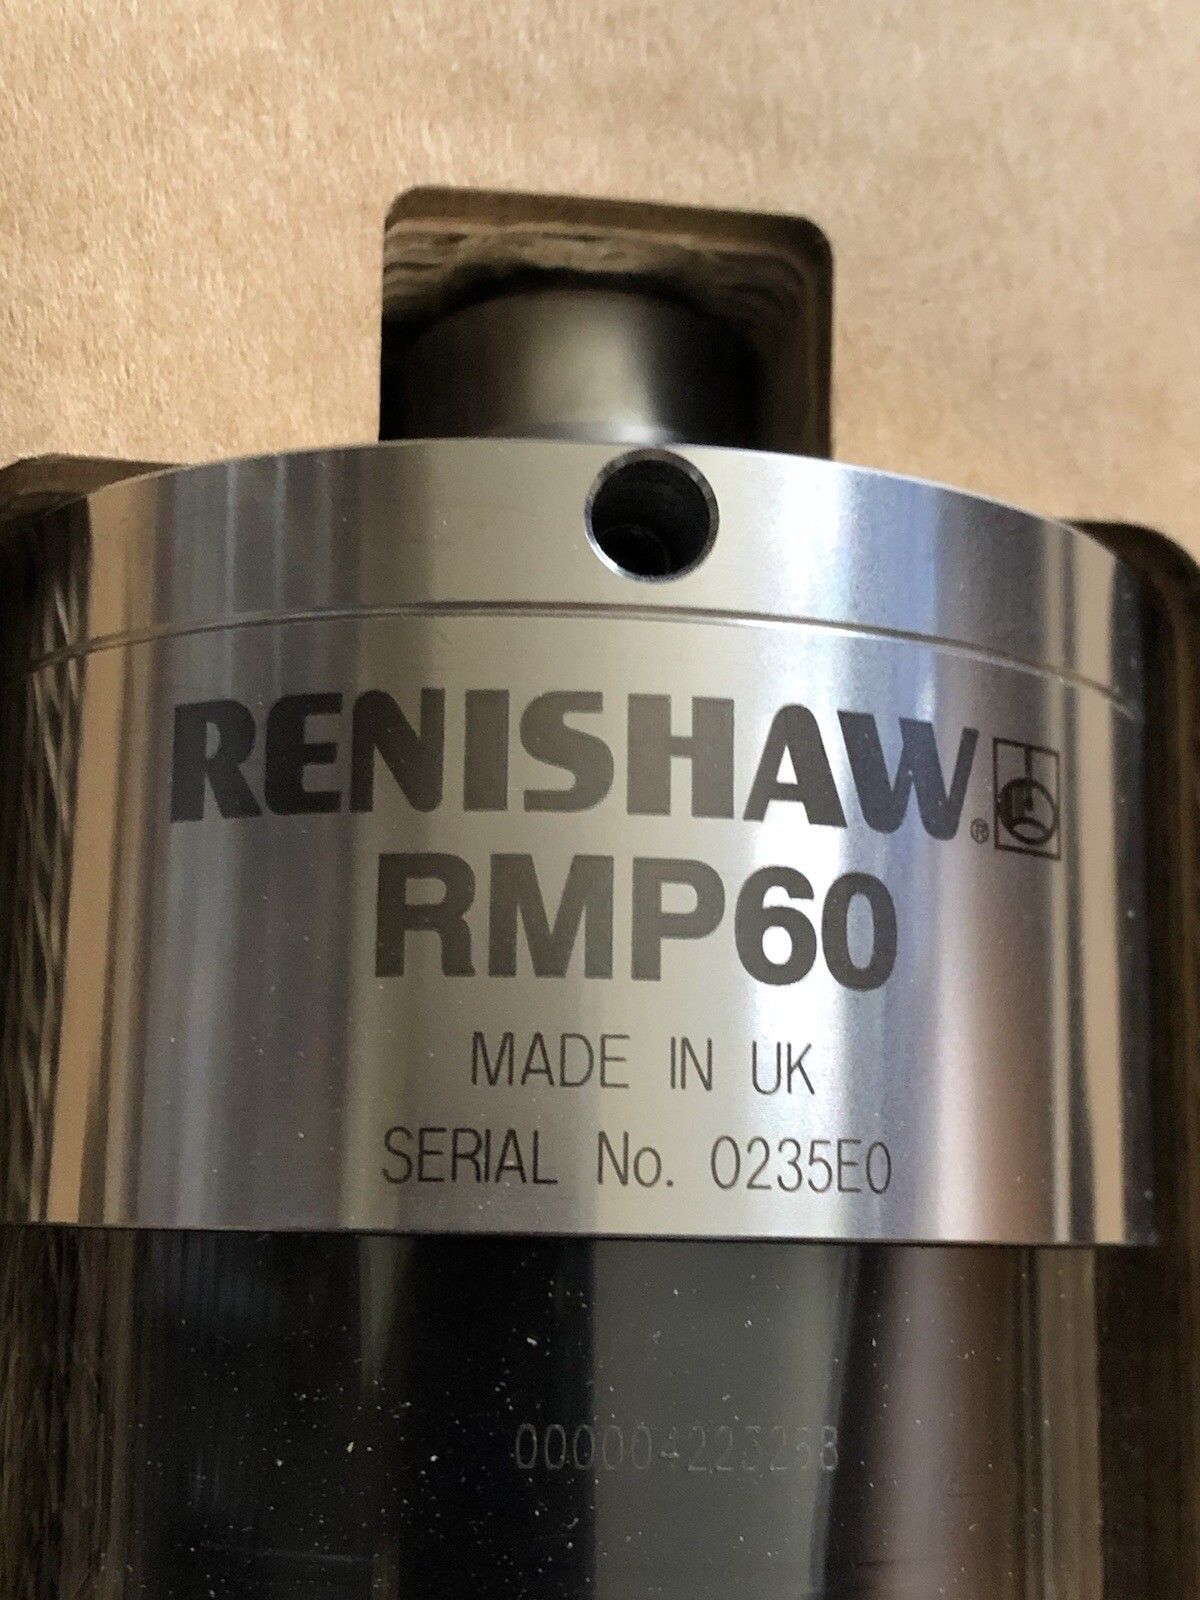 RENISHAW®
RMP60
MADE IN UK
SERIAL No. 0235E0